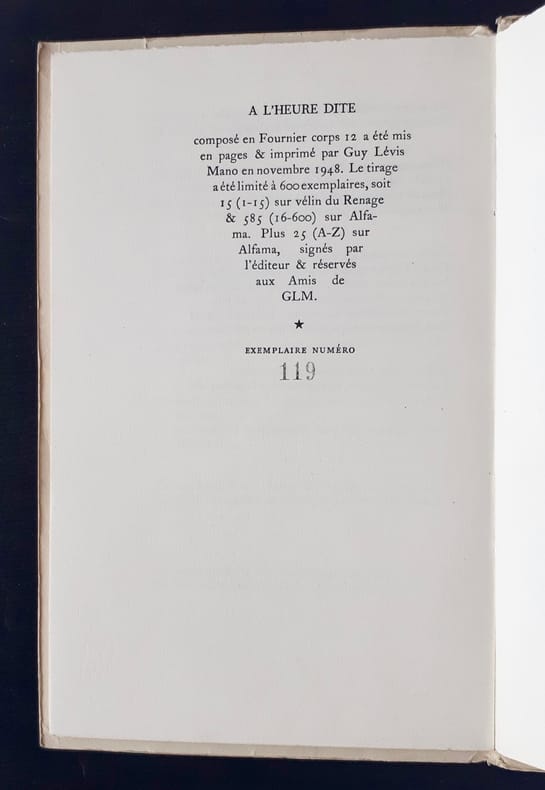 A L'HEURE DITE
composé en Fournier corps 12 a été mis
en pages & imprimé par Guy Lévis
Mano en novembre 1948. Le tirage
a été limité à 600 exemplaires, soit
15 (1-15) sur vélin du Renage
& 585 (16-600) sur Alfa-
ma. Plus 25 (A-Z) sur
Alfama, signés par
l'éditeur & réservés
aux Amis de
GLM.
★
EXEMPLAIRE NUMÉRO
119